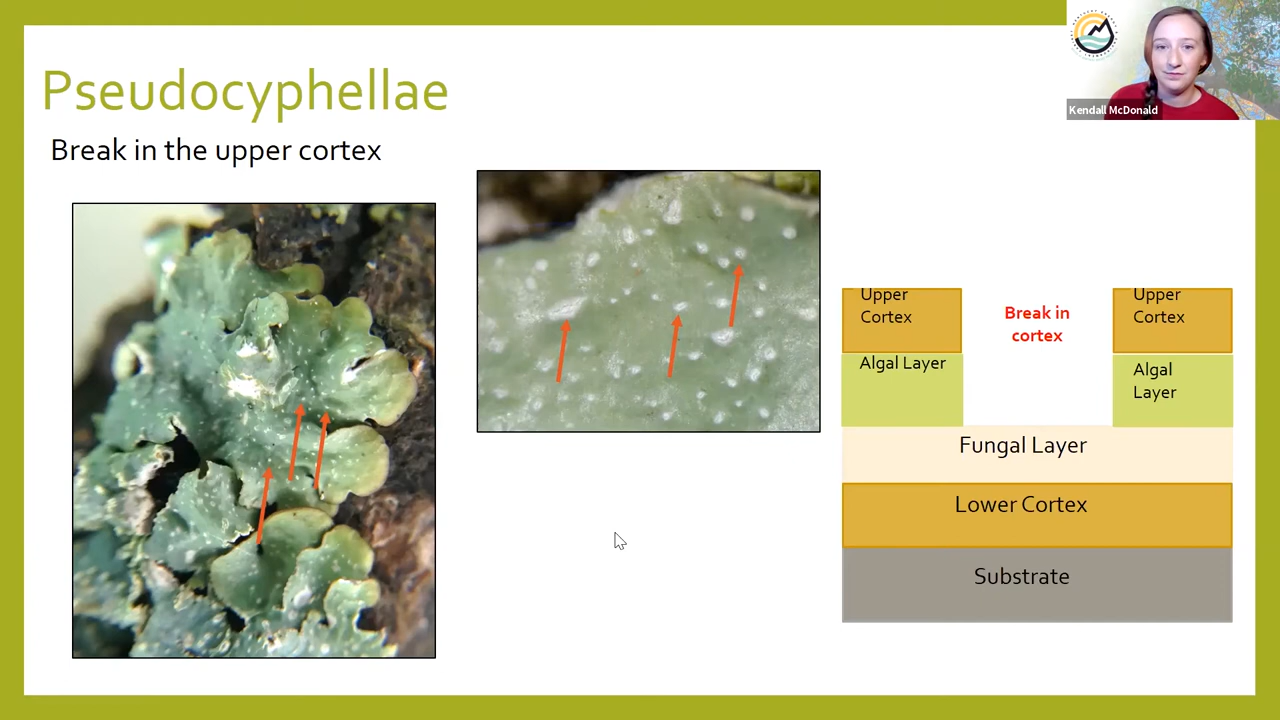 Pseudocyphellae
Kendall McDonald
Break in the upper cortex
Upper
Cortex
Break in
cortex
Upper
Cortex
Algal Layer
Algal
Layer
Fungal Layer
Lower Cortex
Substrate